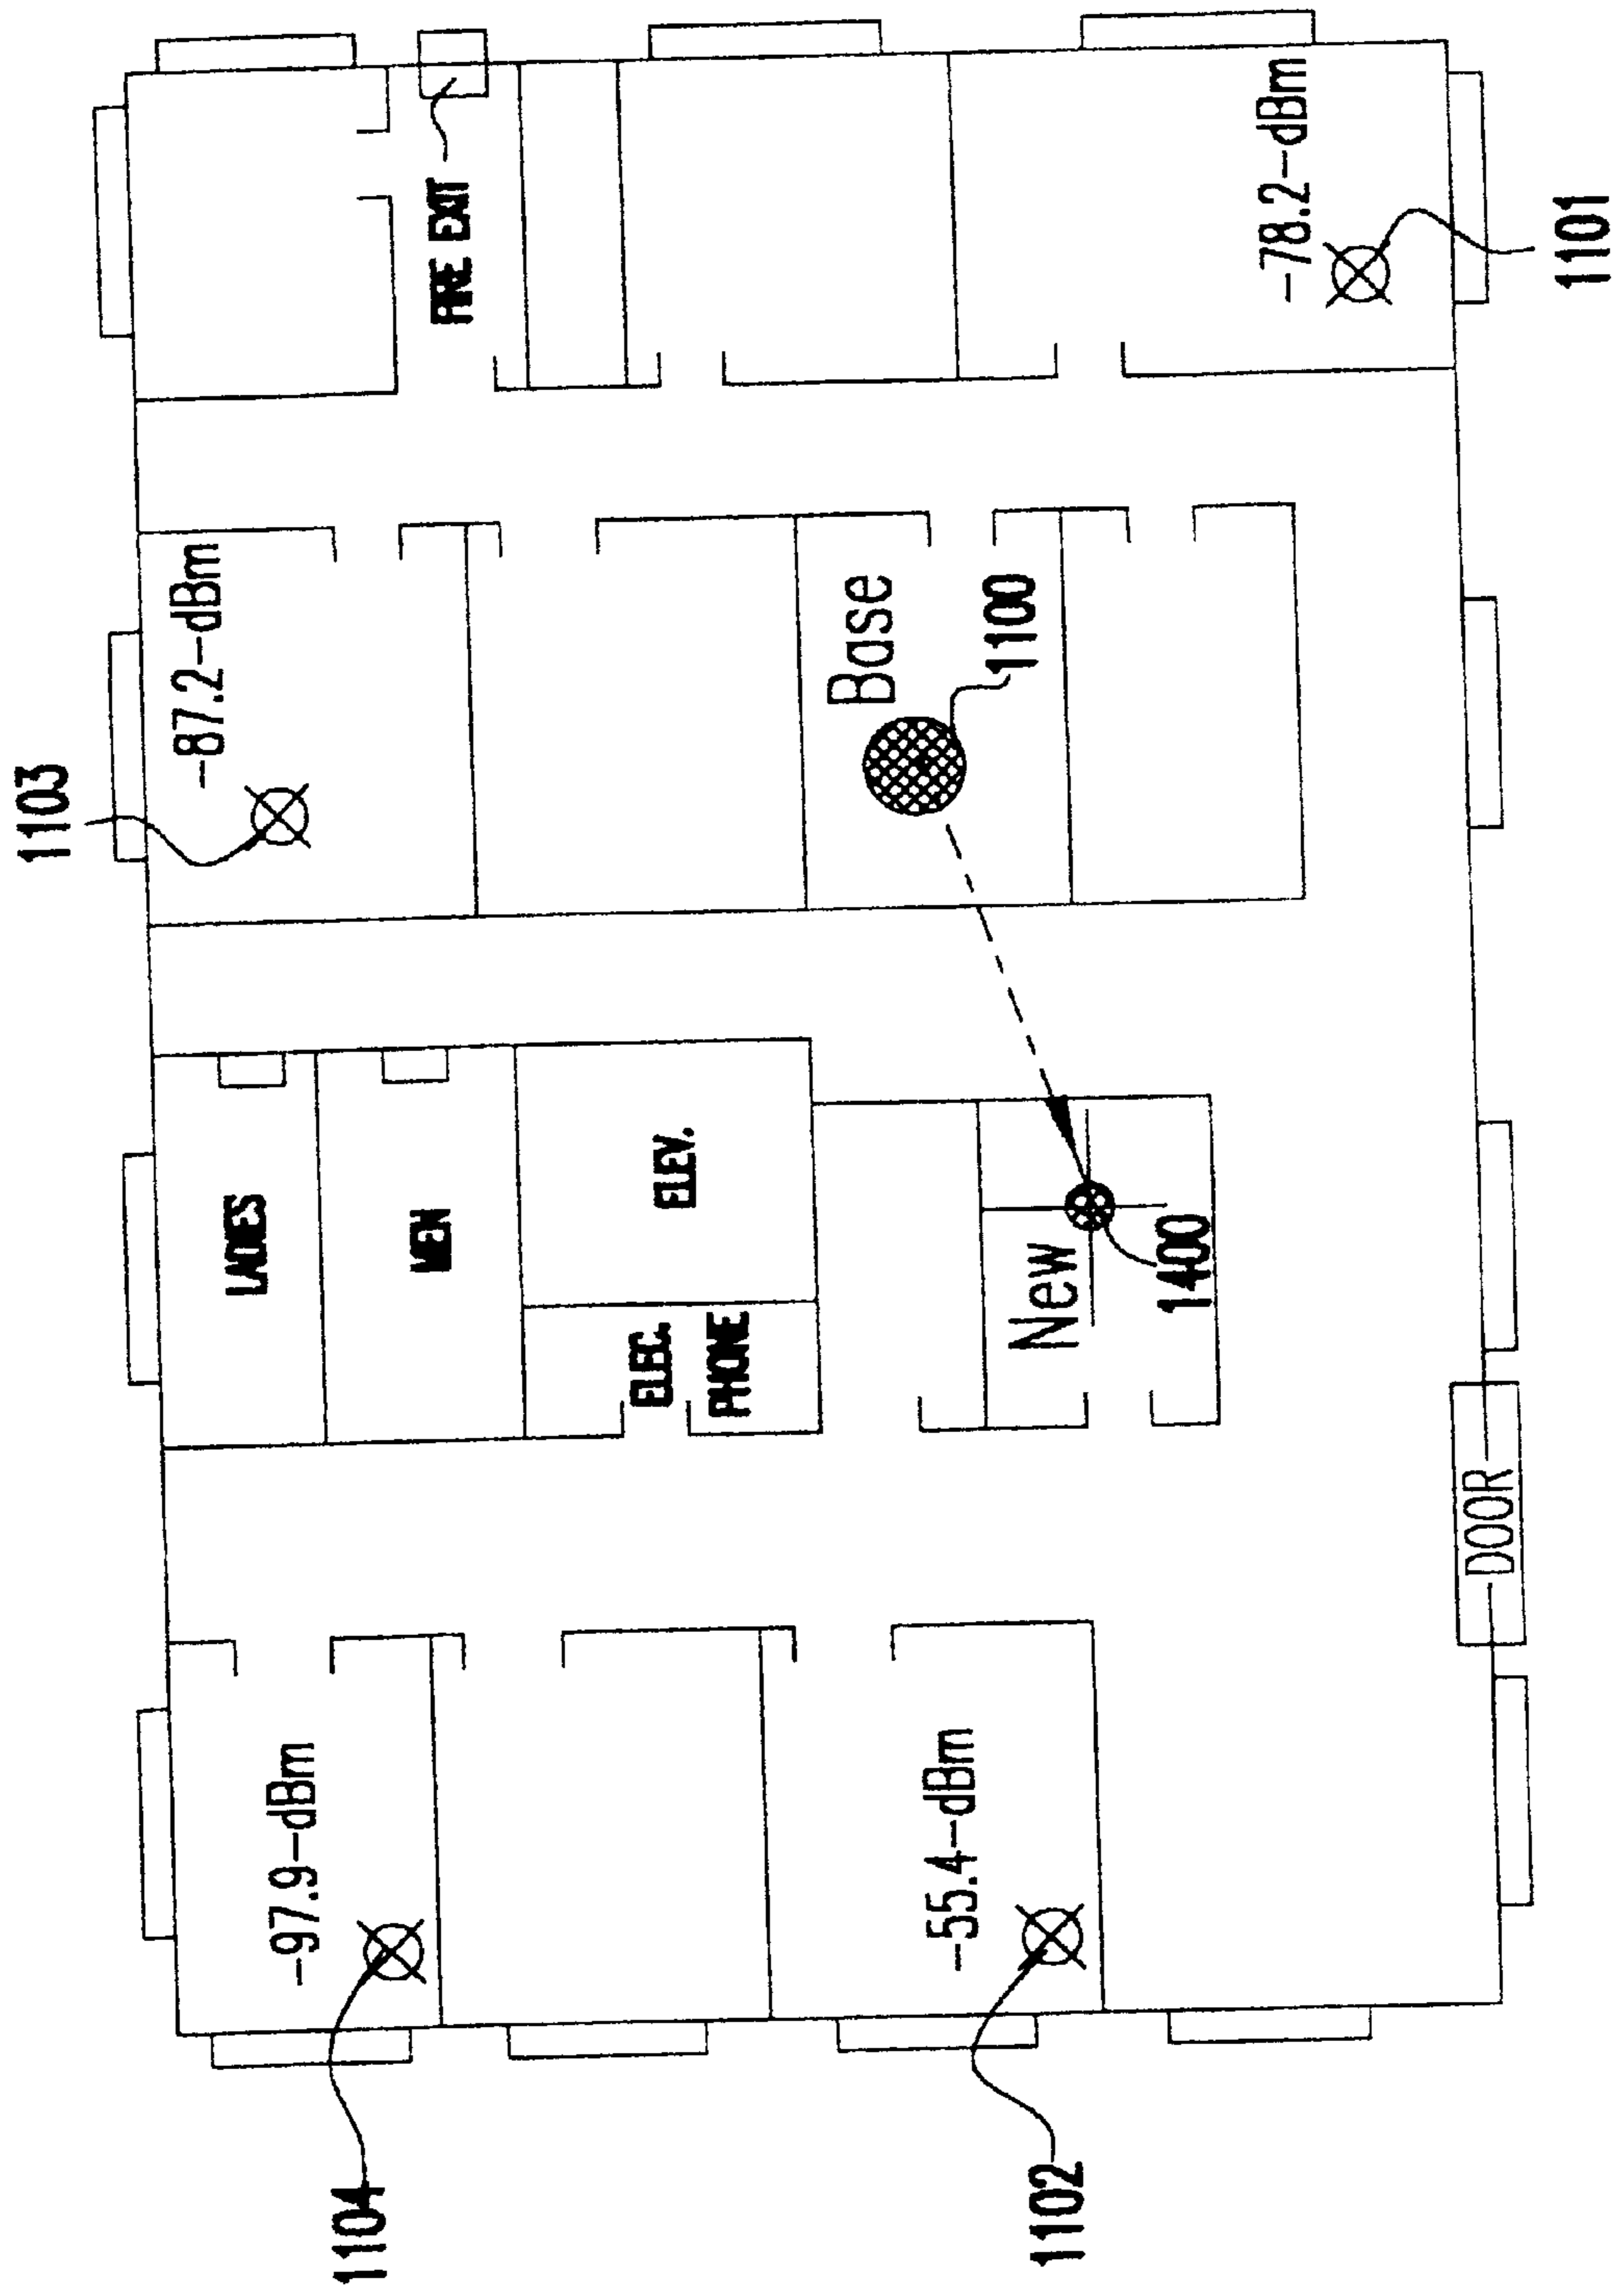 1103
-87.2-dBm
FIRE EXIT
-78.2-dBm
1101
Base
1100
LADIES
MEN
ELEV.
ELEC.
PHONE
New
1400
DOOR
-97.9-dBm
1104
-55.4-dBm
1102